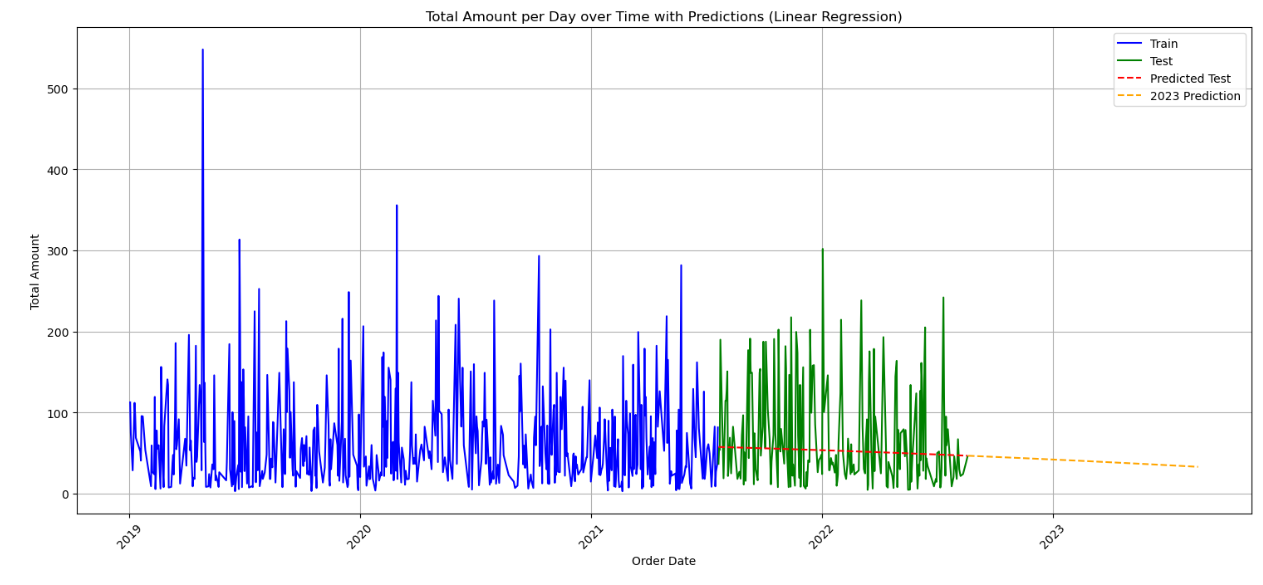 Total Amount per Day over Time with Predictions (Linear Regression)
Train
Test
Predicted Test
2023 Prediction
500
400
300
200
100
0
Total Amount
2019
2020
2021
2022
2023
Order Date